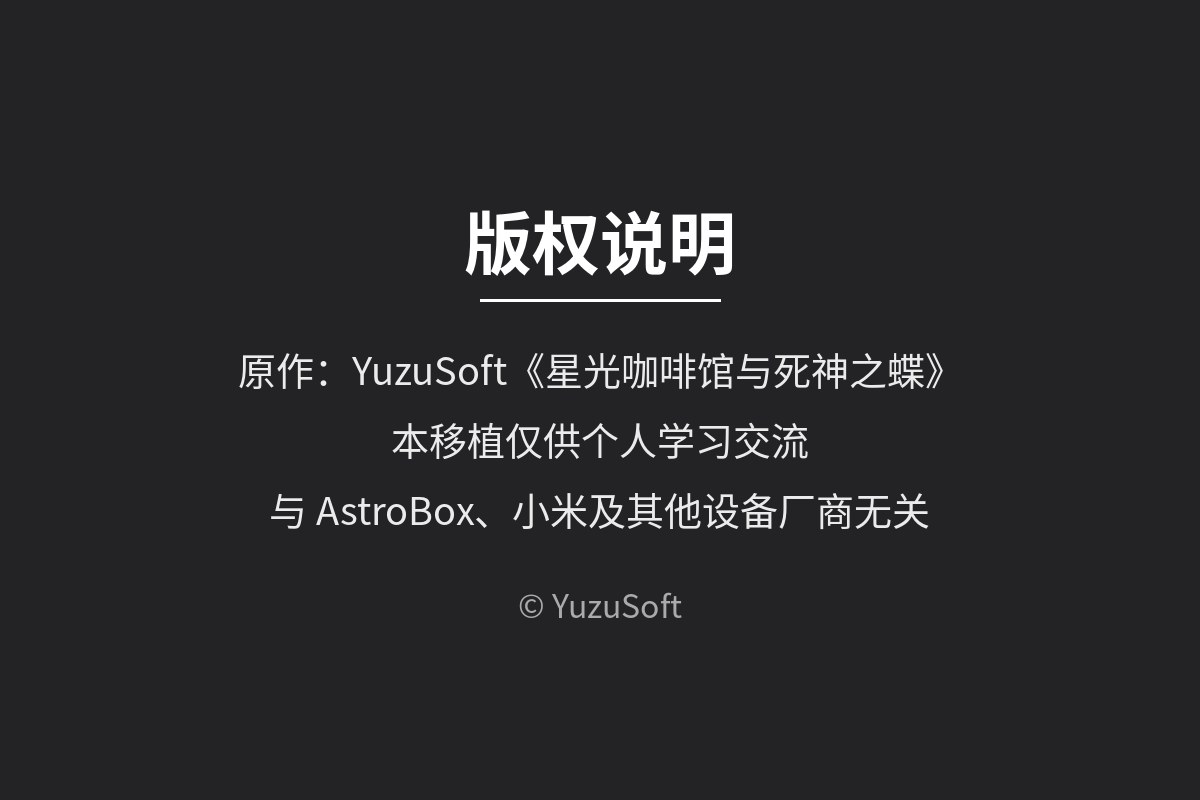 版权说明
原作：YuzuSoft《星光咖啡馆与死神之蝶》
本移植仅供个人学习交流
与 AstroBox、小米及其他设备厂商无关
© YuzuSoft